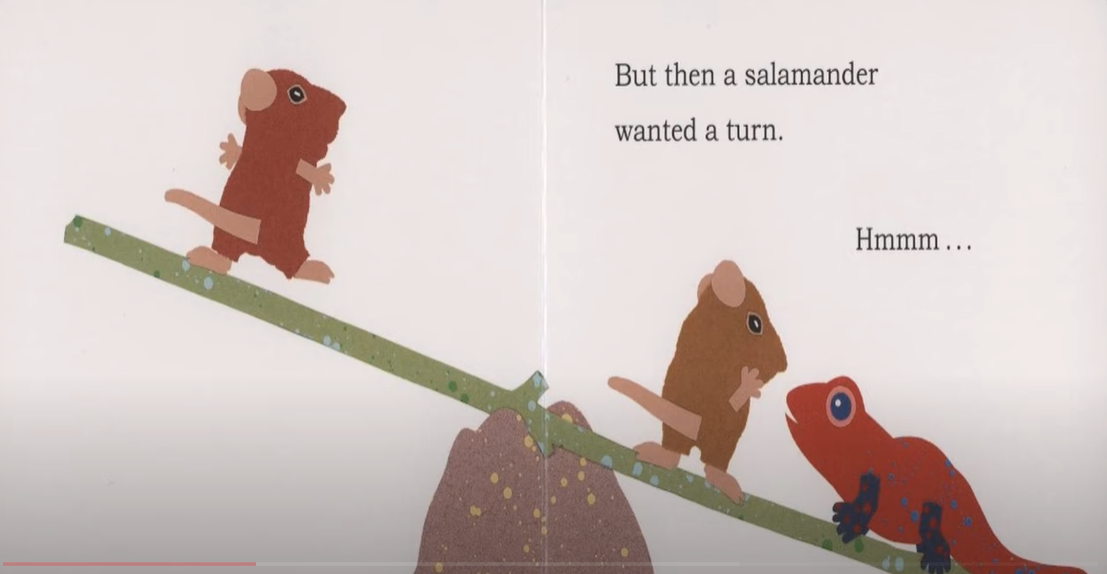 But then a salamander
wanted a turn.
Hmmm...